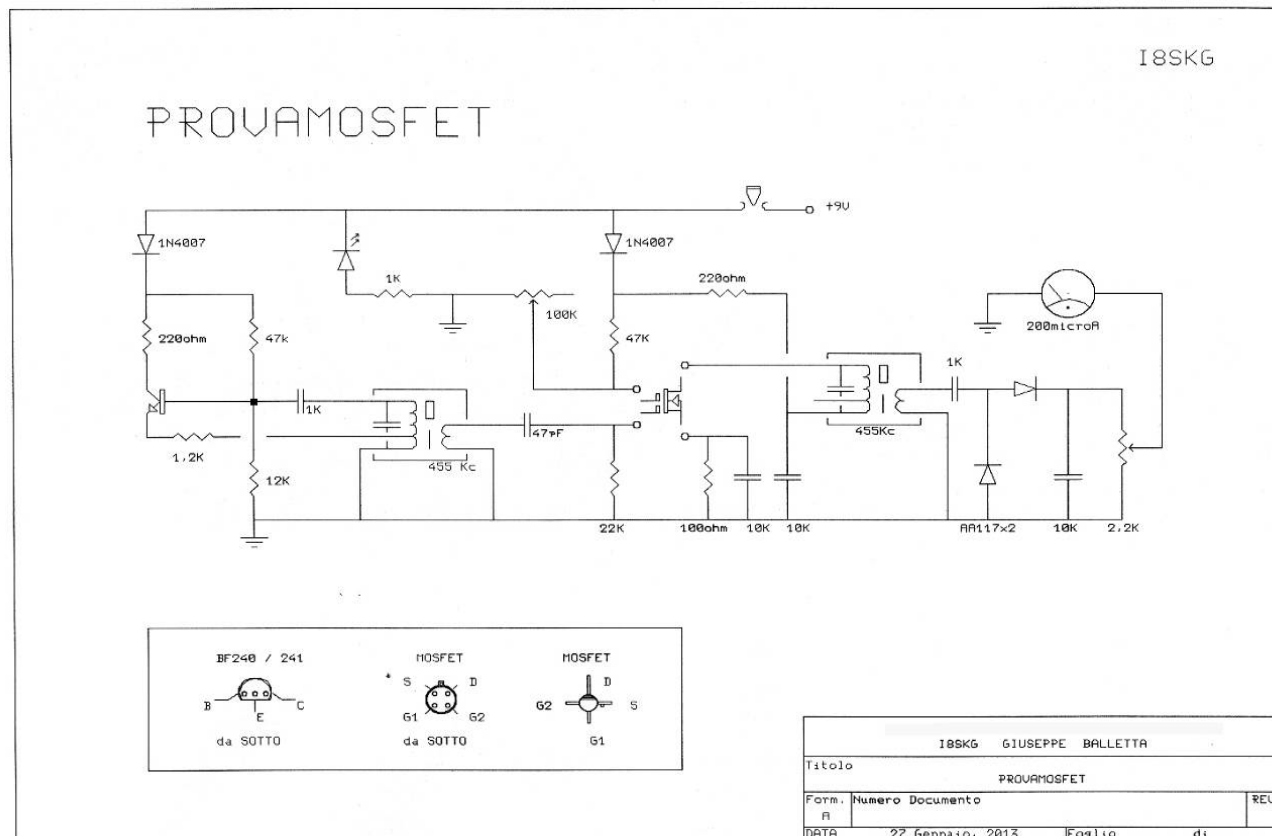 I8SKG
PROVAMOSFET
+9V
1N4007
1N4007
1K
220ohm
100K
200microA
220ohm
47k
47K
1K
1K
47pF
455Kc
1,2K
455 Kc
12K
22K
100ohm
10K
10K
AA117x2
10K
2,2K
BF240 / 241
MOSFET
MOSFET
* S
D
D
B
E
C
G1
G2
G2
S
da SOTTO
da SOTTO
G1
I8SKG GIUSEPPE BALLETTA
Titolo
PROVAMOSFET
Form.
Numero Documento
REV
A
DATA
27 Gennaio, 2013
Foglio
di